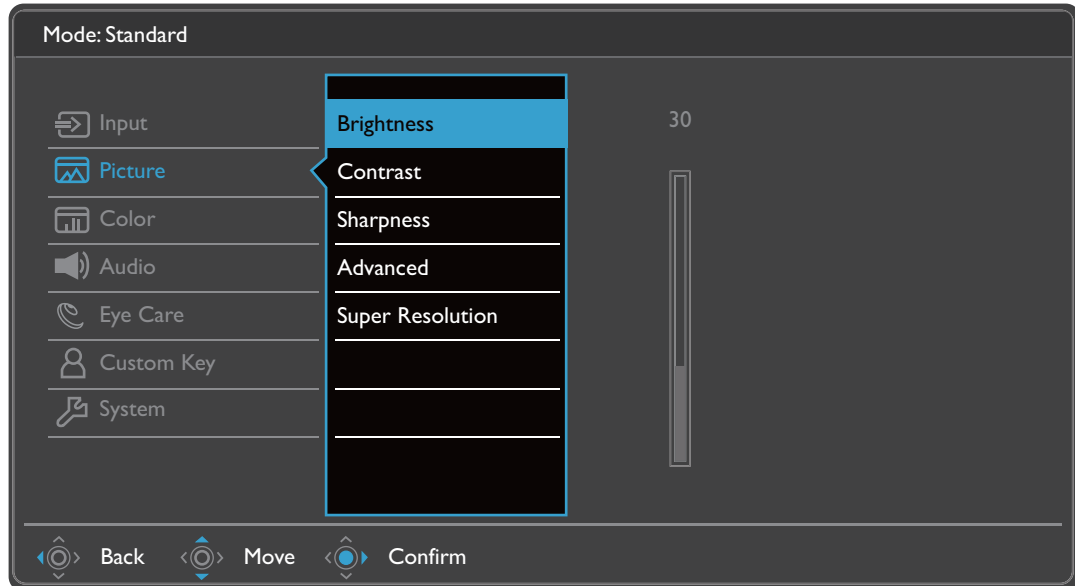 Mode: Standard
Input
Picture
Color
Audio
Eye Care
Custom Key
System
Brightness
Contrast
Sharpness
Advanced
Super Resolution
30
Back Move Confirm